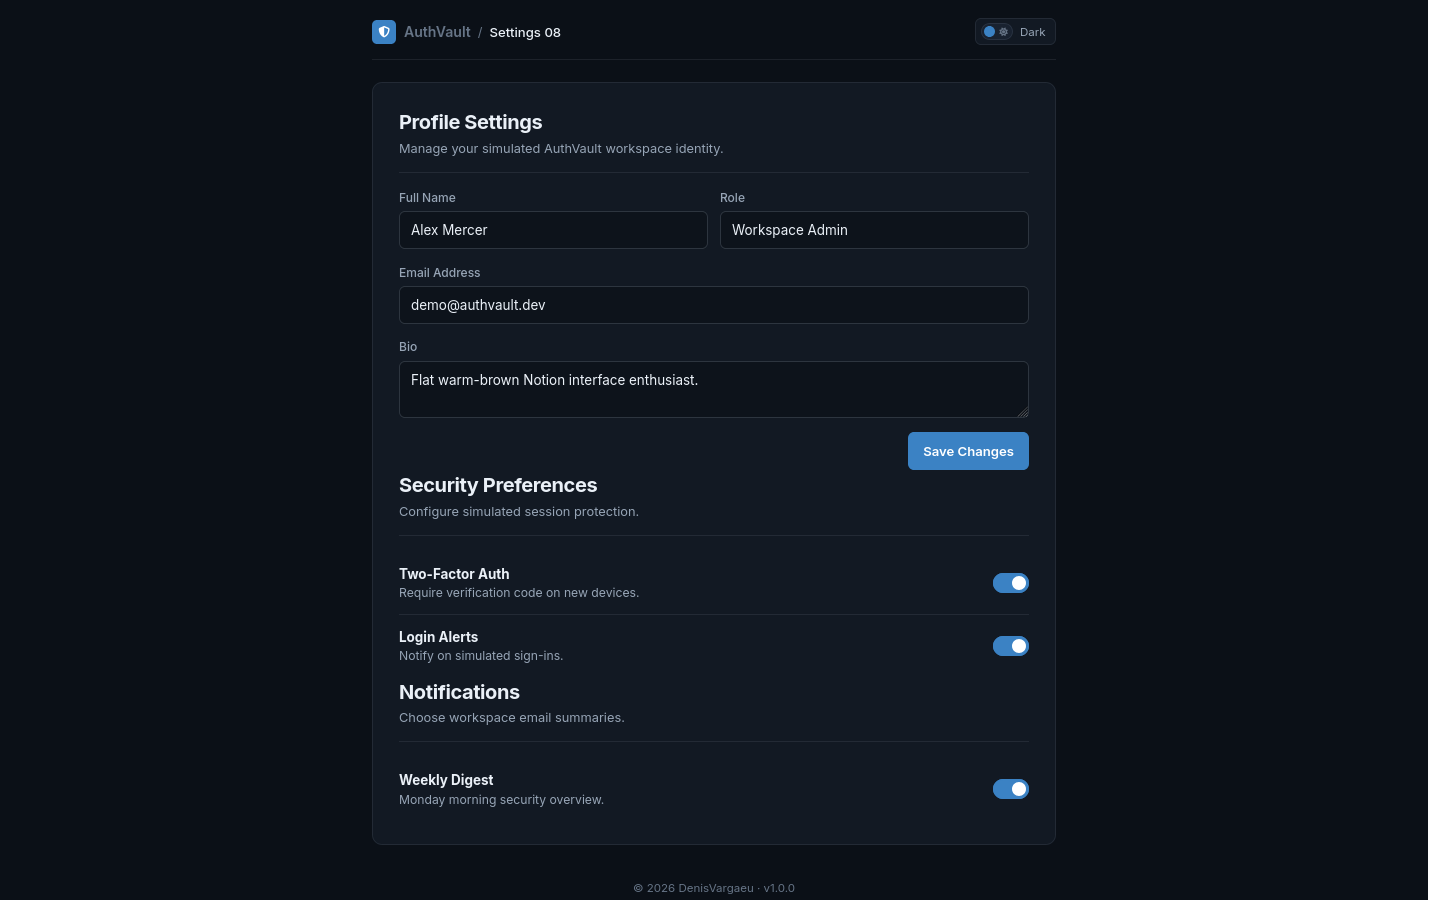 AuthVault / Settings 08
Dark
Profile Settings
Manage your simulated AuthVault workspace identity.
Full Name
Role
Alex Mercer
Workspace Admin
Email Address
demo@authvault.dev
Bio
Flat warm-brown Notion interface enthusiast.
Save Changes
Security Preferences
Configure simulated session protection.
Two-Factor Auth
Require verification code on new devices.
Login Alerts
Notify on simulated sign-ins.
Notifications
Choose workspace email summaries.
Weekly Digest
Monday morning security overview.
© 2026 DenisVargaeu · v1.0.0